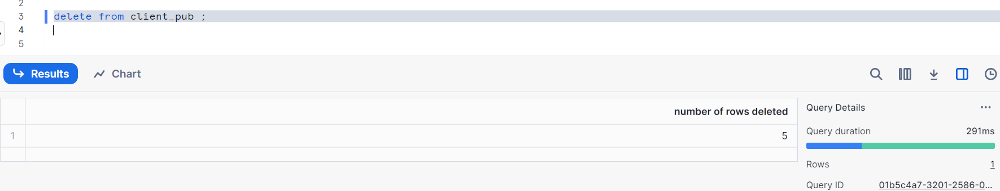 2
3 delete from client_pub ;
4
5
Results Chart
number of rows deleted
1 5
Query Details
Query duration 291ms
Rows 1
Query ID 01b5c4a7-3201-2586-0...